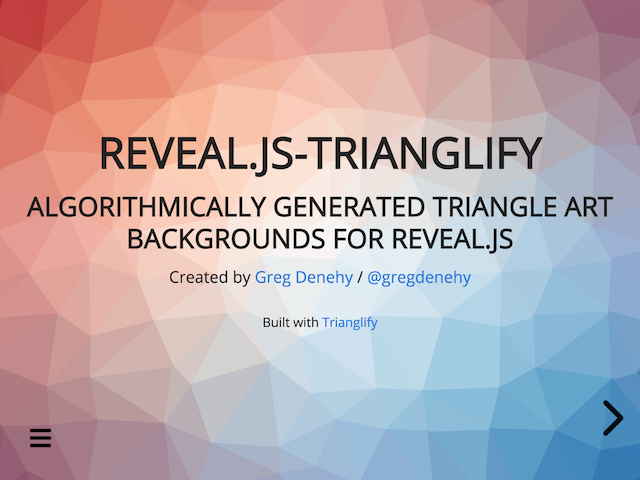 REVEAL.JS-TRIANGLIFY
ALGORITHMICALLY GENERATED TRIANGLE ART
BACKGROUNDS FOR REVEAL.JS
Created by Greg Denehy / @gregdenehy
Built with Trianglify